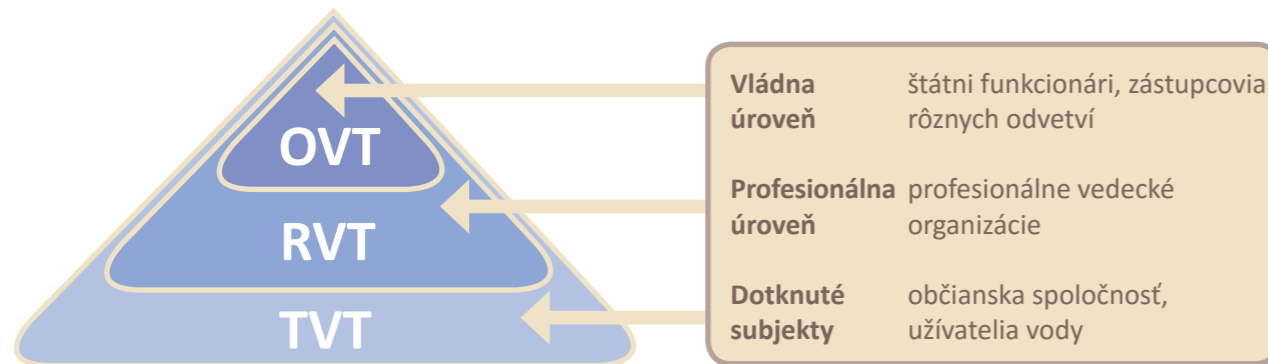 OVT
RVT
TVT
Vládna úroveň
štátni funkcionári, zástupcovia
rôznych odvetví
Profesionálna úroveň
profesionálne vedecké
organizácie
Dotknuté subjekty
občianska spoločnosť,
užívatelia vody